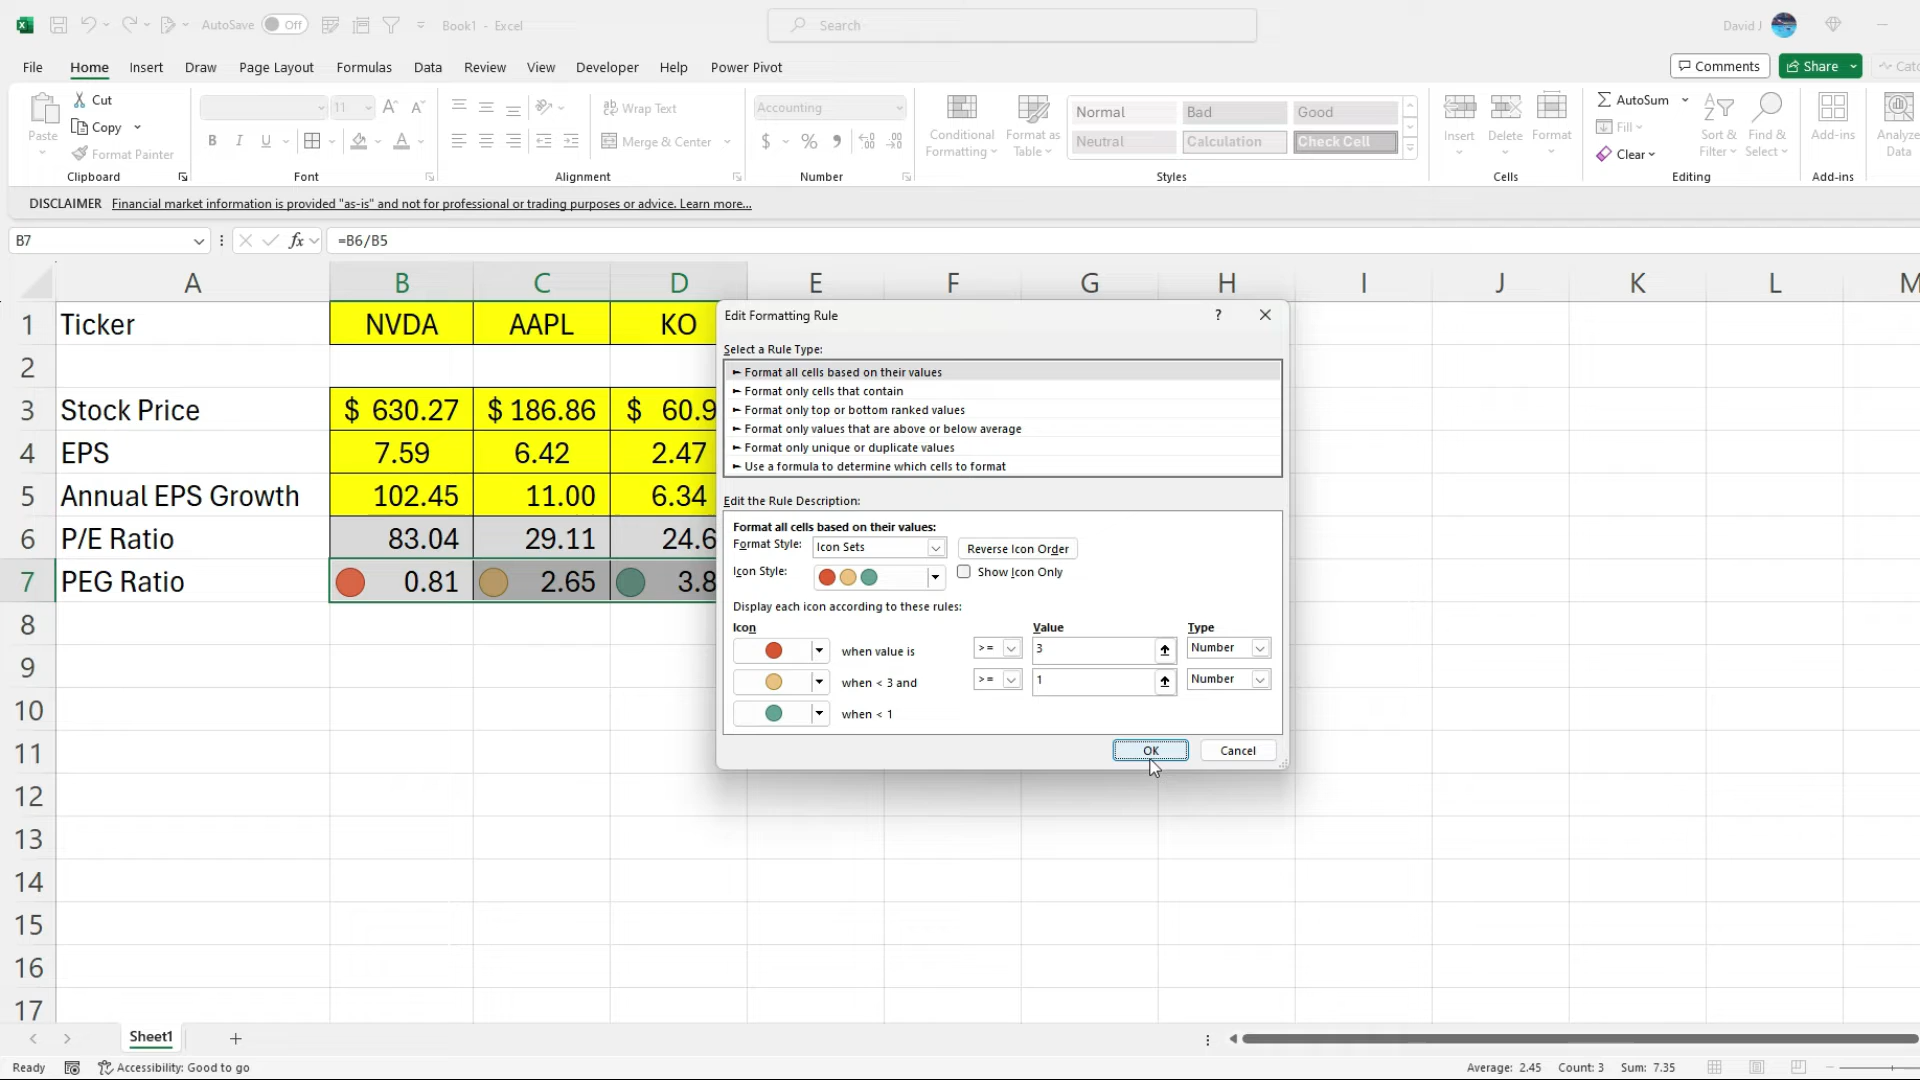 AutoSave Off Book1 - Excel Search David J
File Home Insert Draw Page Layout Formulas Data Review View Developer Help Power Pivot Comments Share
Paste Cut Copy Format Painter
Clipboard
11
B I U
Font
Wrap Text
Merge & Center
Alignment
Accounting
$ % 9
Number
Conditional Formatting
Format as Table
Normal Bad Good
Neutral Calculation Check Cell
Styles
Insert Delete Format
Cells
AutoSum
Fill
Clear
Sort & Filter
Find & Select
Editing
Add-ins
Add-ins
Analyze Data
DISCLAIMER Financial market information is provided "as-is" and not for professional or trading purposes or advice. Learn more...
B7 fx =B6/B5
A B C D E F G H I J K L M
1 Ticker NVDA AAPL KO
2
3 Stock Price $ 630.27 $ 186.86 $ 60.9
4 EPS 7.59 6.42 2.47
5 Annual EPS Growth 102.45 11.00 6.34
6 P/E Ratio 83.04 29.11 24.6
7 PEG Ratio 0.81 2.65 3.8
8
9
10
11
12
13
14
15
16
17
Edit Formatting Rule ?
Select a Rule Type:
► Format all cells based on their values
► Format only cells that contain
► Format only top or bottom ranked values
► Format only values that are above or below average
► Format only unique or duplicate values
► Use a formula to determine which cells to format
Edit the Rule Description:
Format all cells based on their values:
Format Style: Icon Sets Reverse Icon Order
Icon Style: Show Icon Only
Display each icon according to these rules:
Icon Value Type
when value is >= 3 Number
when < 3 and >= 1 Number
when < 1
OK Cancel
Sheet1
Ready Accessibility: Good to go Average: 2.45 Count: 3 Sum: 7.35